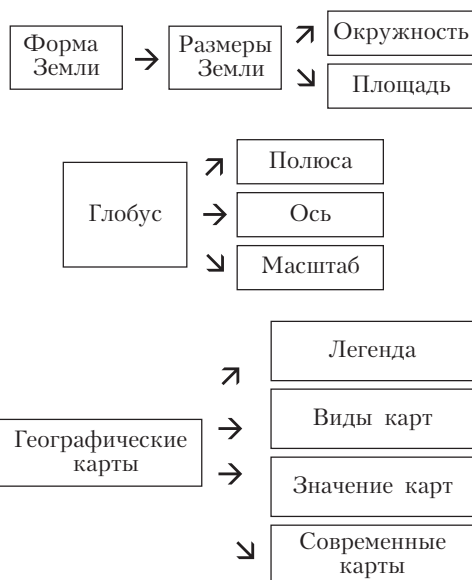 Форма
Земли
Размеры
Земли
Окружность
Площадь
Глобус
Полюса
Ось
Масштаб
Географические
карты
Легенда
Виды карт
Значение карт
Современные
карты